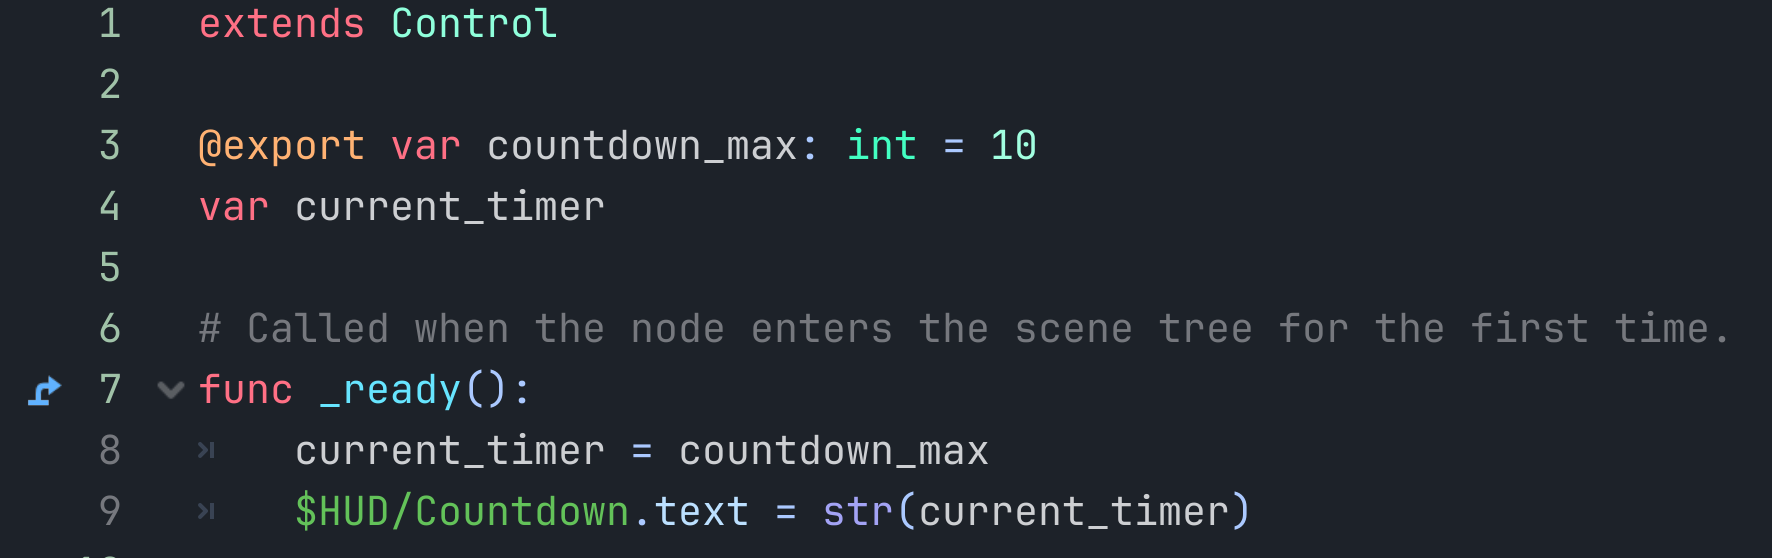 1 extends Control
2
3 @export var countdown_max: int = 10
4 var current_timer
5
6 # Called when the node enters the scene tree for the first time.
7 func _ready():
8 current_timer = countdown_max
9 $HUD/Countdown.text = str(current_timer)